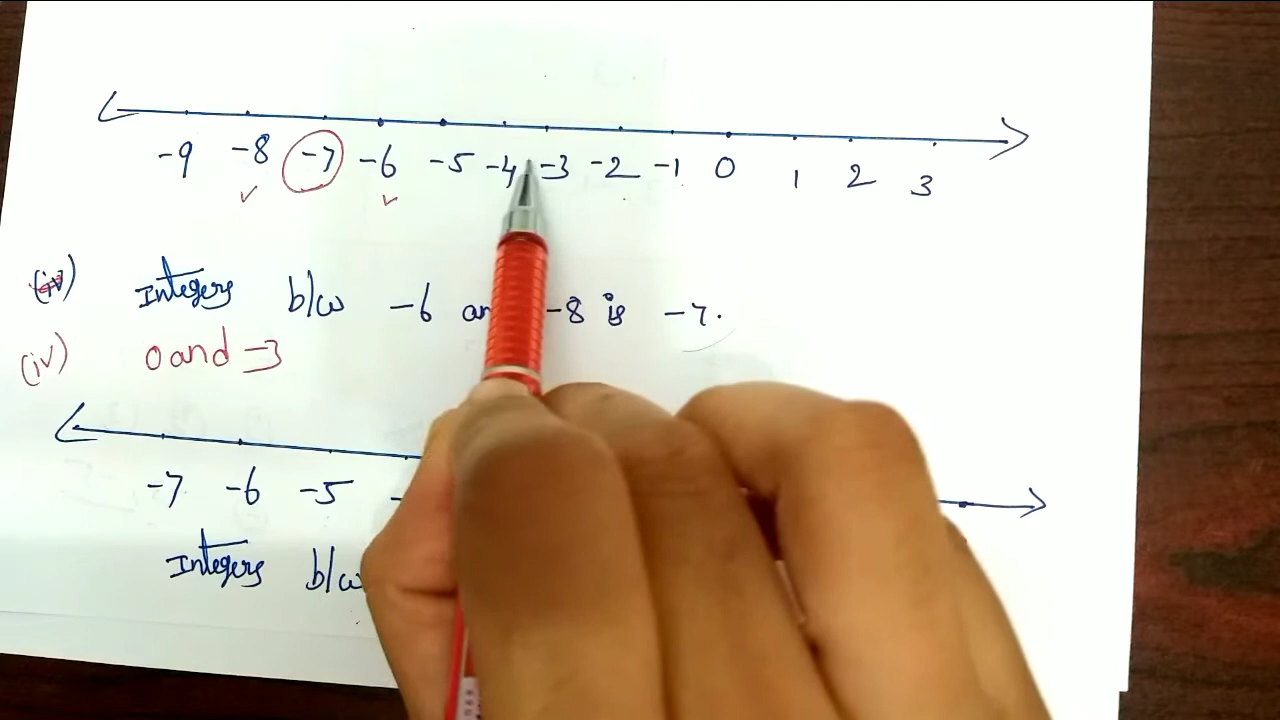 -9 -8 -7 -6 -5 -4 -3 -2 -1 0 1 2 3
(iv) Integers b/w -6 -8 is -7.
(iv) 0 and -3
-7 -6 -5
Integers b/w